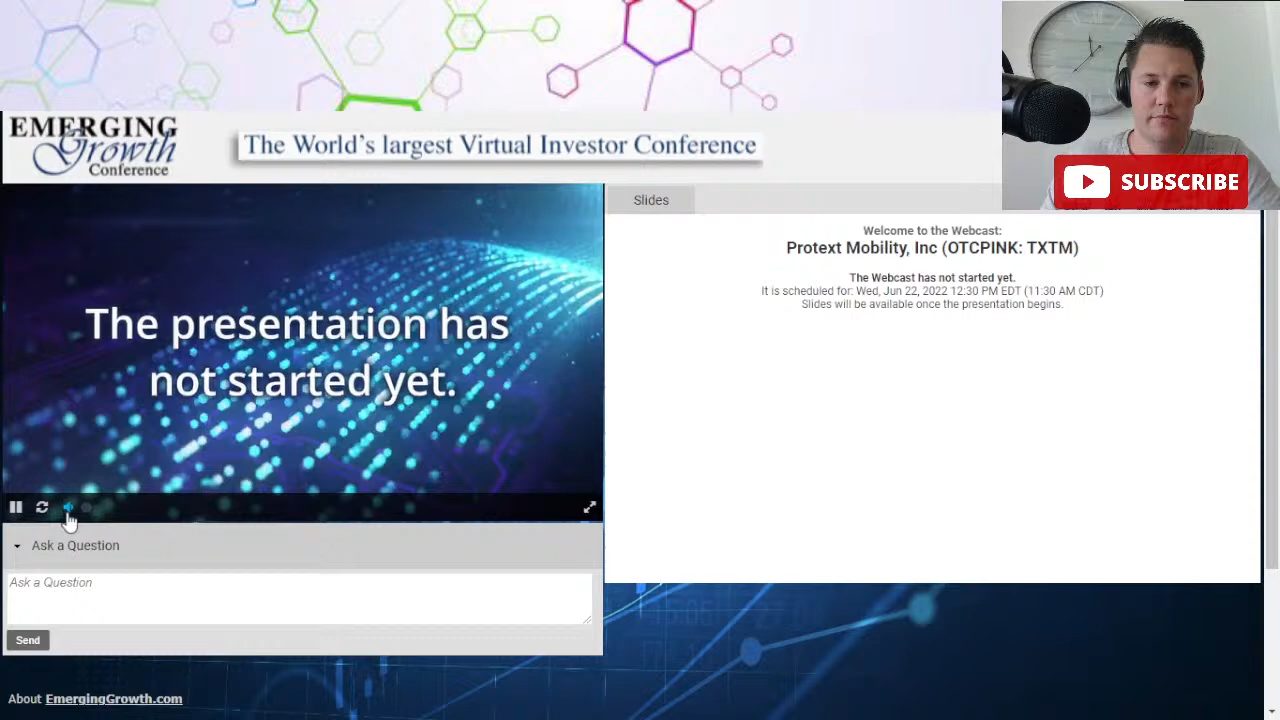 EMERGING
Growth
Conference
The World's largest Virtual Investor Conference
SUBSCRIBE
Slides
Welcome to the Webcast:
Protext Mobility, Inc (OTCPINK: TXTM)
The Webcast has not started yet.
It is scheduled for: Wed, Jun 22, 2022 12:30 PM EDT (11:30 AM CDT)
Slides will be available once the presentation begins.
The presentation has
not started yet.
Ask a Question
Ask a Question
Send
About EmergingGrowth.com